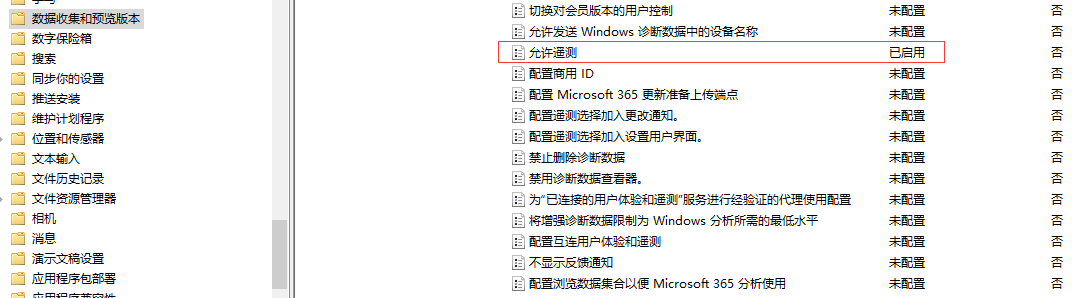 数据收集和预览版本
数字保险箱
搜索
同步你的设置
推送安装
维护计划程序
位置和传感器
文本输入
文件历史记录
文件资源管理器
相机
消息
演示文稿设置
应用程序包部署
应用程序兼容性
切换对会员版本的用户控制 未配置 否
允许发送 Windows 诊断数据中的设备名称 未配置 否
允许遥测 已启用 否
配置商用 ID 未配置 否
配置 Microsoft 365 更新准备上传端点 未配置 否
配置遥测选择加入更改通知。 未配置 否
配置遥测选择加入设置用户界面。 未配置 否
禁止删除诊断数据 未配置 否
禁用诊断数据查看器。 未配置 否
为“已连接的用户体验和遥测”服务进行经验证的代理使用配置 未配置 否
将增强诊断数据限制为 Windows 分析所需的最低水平 未配置 否
配置互连用户体验和遥测 未配置 否
不显示反馈通知 未配置 否
配置浏览数据集合以便 Microsoft 365 分析使用 未配置 否